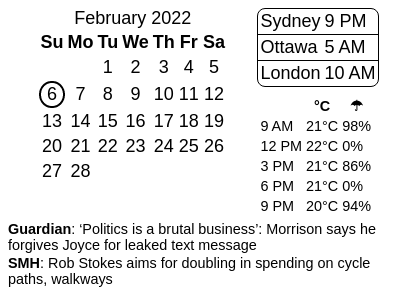 February 2022
Su Mo Tu We Th Fr Sa
1 2 3 4 5
6 7 8 9 10 11 12
13 14 15 16 17 18 19
20 21 22 23 24 25 26
27 28
Sydney 9 PM
Ottawa 5 AM
London 10 AM
°C ☂
9 AM 21°C 98%
12 PM 22°C 0%
3 PM 21°C 86%
6 PM 21°C 0%
9 PM 20°C 94%
Guardian: ‘Politics is a brutal business’: Morrison says he
forgives Joyce for leaked text message
SMH: Rob Stokes aims for doubling in spending on cycle
paths, walkways